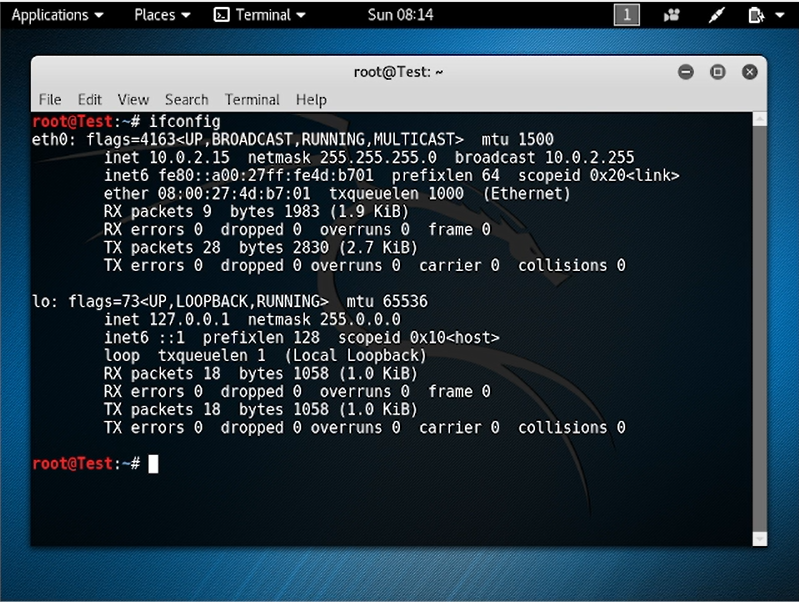 Applications Places Terminal Sun 08:14 1
root@Test: ~
File Edit View Search Terminal Help
root@Test:~# ifconfig
eth0: flags=4163<UP,BROADCAST,RUNNING,MULTICAST>  mtu 1500
        inet 10.0.2.15  netmask 255.255.255.0  broadcast 10.0.2.255
        inet6 fe80::a00:27ff:fe4d:b701  prefixlen 64  scopeid 0x20<link>
        ether 08:00:27:4d:b7:01  txqueuelen 1000  (Ethernet)
        RX packets 9  bytes 1983 (1.9 KiB)
        RX errors 0  dropped 0  overruns 0  frame 0
        TX packets 28  bytes 2830 (2.7 KiB)
        TX errors 0  dropped 0 overruns 0  carrier 0  collisions 0
lo: flags=73<UP,LOOPBACK,RUNNING>  mtu 65536
        inet 127.0.0.1  netmask 255.0.0.0
        inet6 ::1  prefixlen 128  scopeid 0x10<host>
        loop  txqueuelen 1  (Local Loopback)
        RX packets 18  bytes 1058 (1.0 KiB)
        RX errors 0  dropped 0  overruns 0  frame 0
        TX packets 18  bytes 1058 (1.0 KiB)
        TX errors 0  dropped 0 overruns 0  carrier 0  collisions 0
root@Test:~#